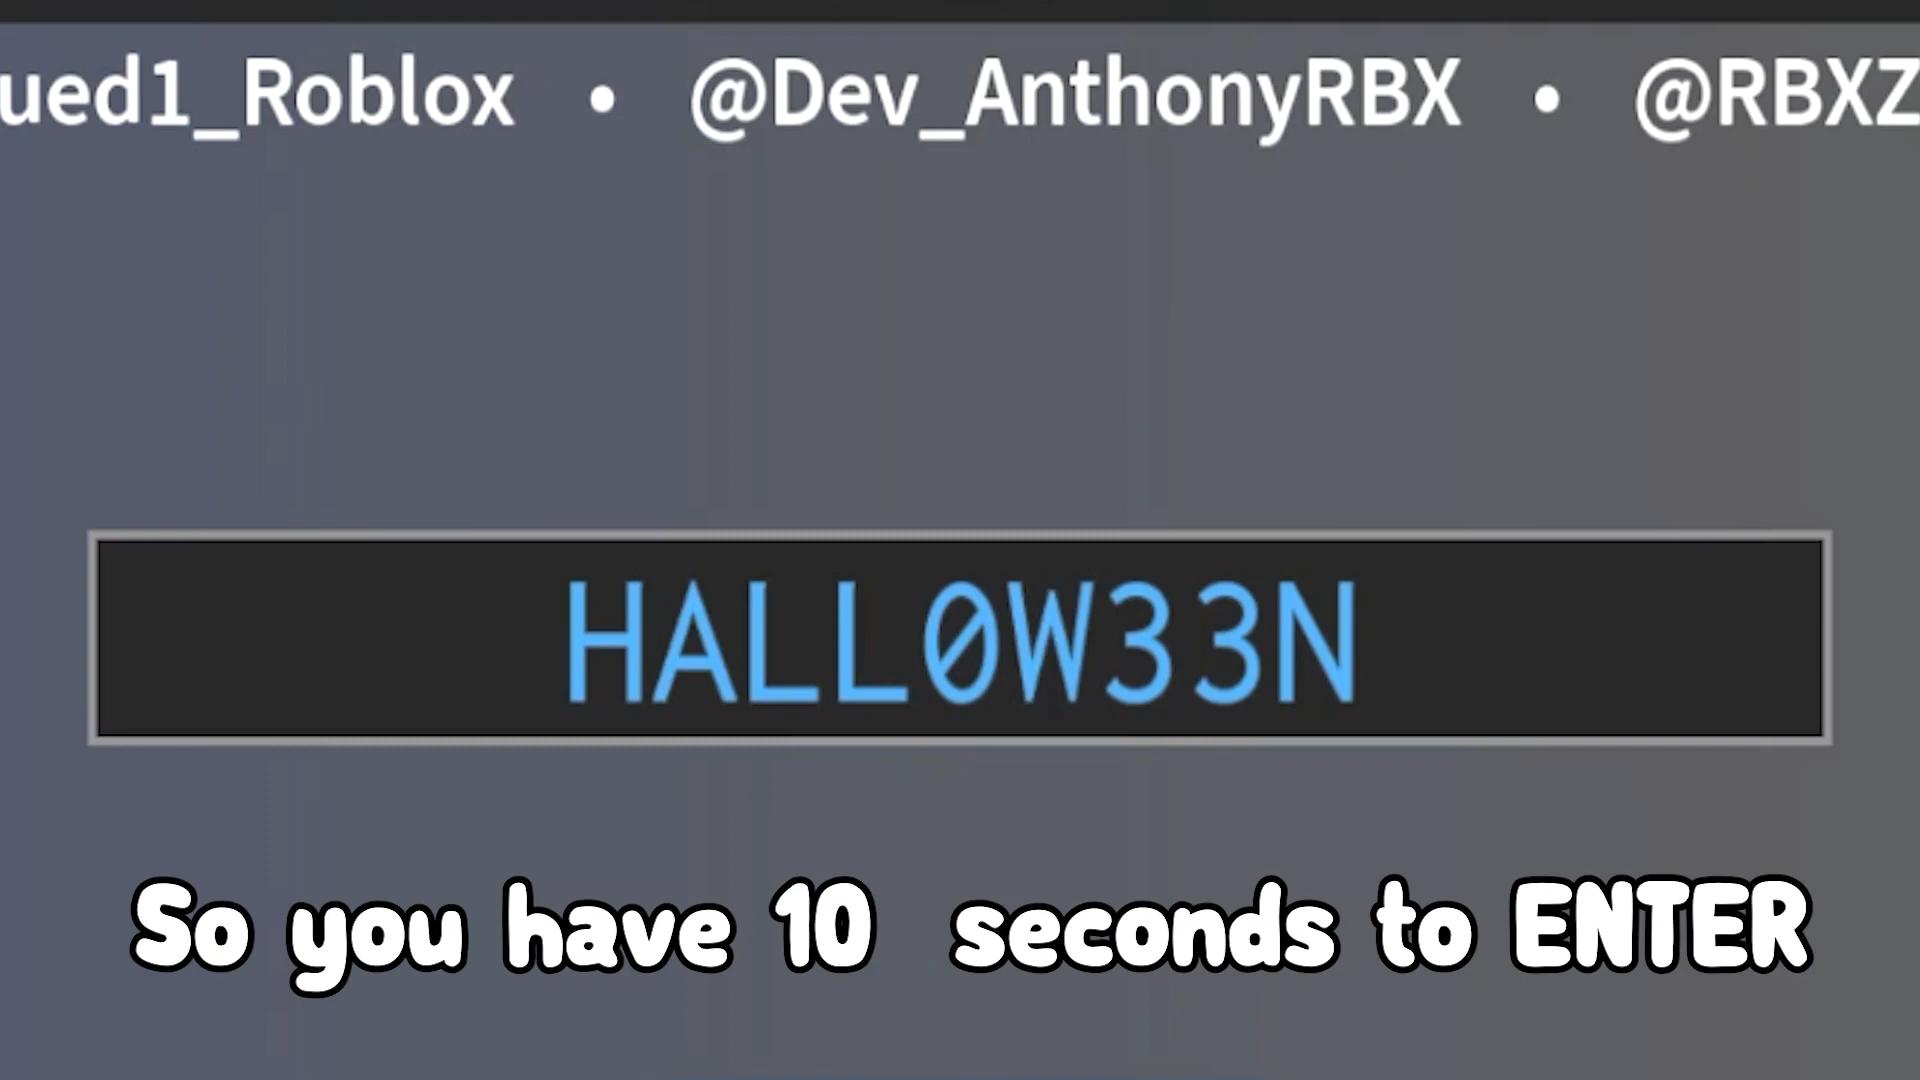 ued1_Roblox • @Dev_AnthonyRBX • @RBXZ
HALL0W33N
So you have 10 seconds to ENTER